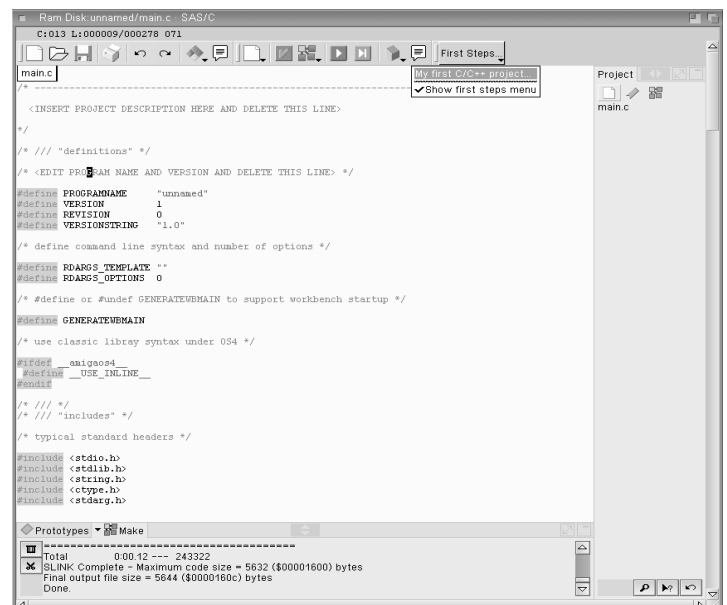 Ram Disk:unnamed/main.c - SAS/C
C:013 L:000009/000278 071
First Steps...
main.c
My first C/C++ project...
Show first steps menu
Project
main.c
/* ---
<INSERT PROJECT DESCRIPTION HERE AND DELETE THIS LINE>
*/
/* /// "definitions" */
/* <EDIT PROGRAM NAME AND VERSION AND DELETE THIS LINE> */
#define PROGRAMNAME "unnamed"
#define VERSION 1
#define REVISION 0
#define VERSIONSTRING "1.0"
/* define command line syntax and number of options */
#define RDARGS_TEMPLATE ""
#define RDARGS_OPTIONS 0
/* #define or #undef GENERATEWBMAIN to support workbench startup */
#define GENERATEWBMAIN
/* use classic libray syntax under OS4 */
#ifdef __amigaos4__
#define __USE_INLINE__
#endif
/* /// */
/* /// "includes" */
/* typical standard headers */
#include <stdio.h>
#include <stdlib.h>
#include <string.h>
#include <ctype.h>
#include <stdarg.h>
Prototypes Make
========================================
Total 0:00.12 --- 243322
SLINK Complete - Maximum code size = 5632 ($00001600) bytes
Final output file size = 5644 ($0000160c) bytes
Done.